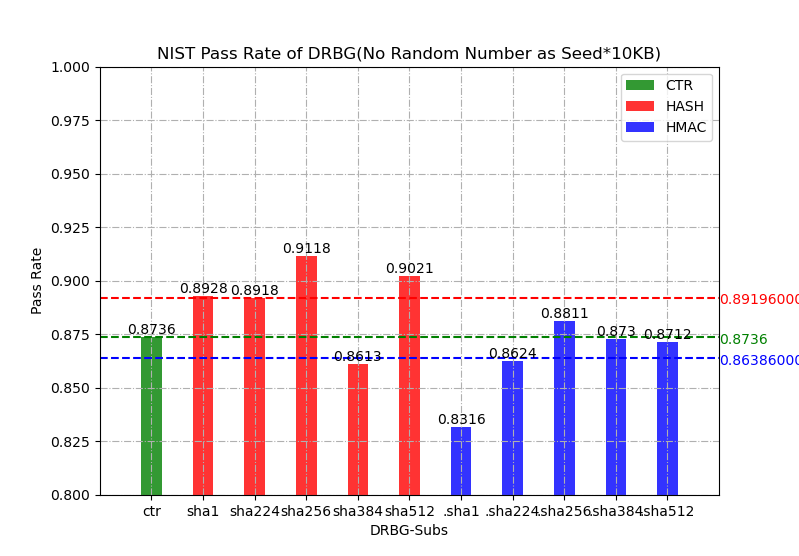 NIST Pass Rate of DRBG(No Random Number as Seed*10KB)
1.000
0.975
0.950
0.925
0.900
0.875
0.850
0.825
0.800
Pass Rate
CTR
HASH
HMAC
0.8736
0.8928
0.8918
0.9118
0.8613
0.9021
0.8316
0.8624
0.8811
0.873
0.8712
0.89196000
0.8736
0.86386000
ctr
sha1
sha224
sha256
sha384
sha512
.sha1
.sha224
.sha256
.sha384
.sha512
DRBG-Subs